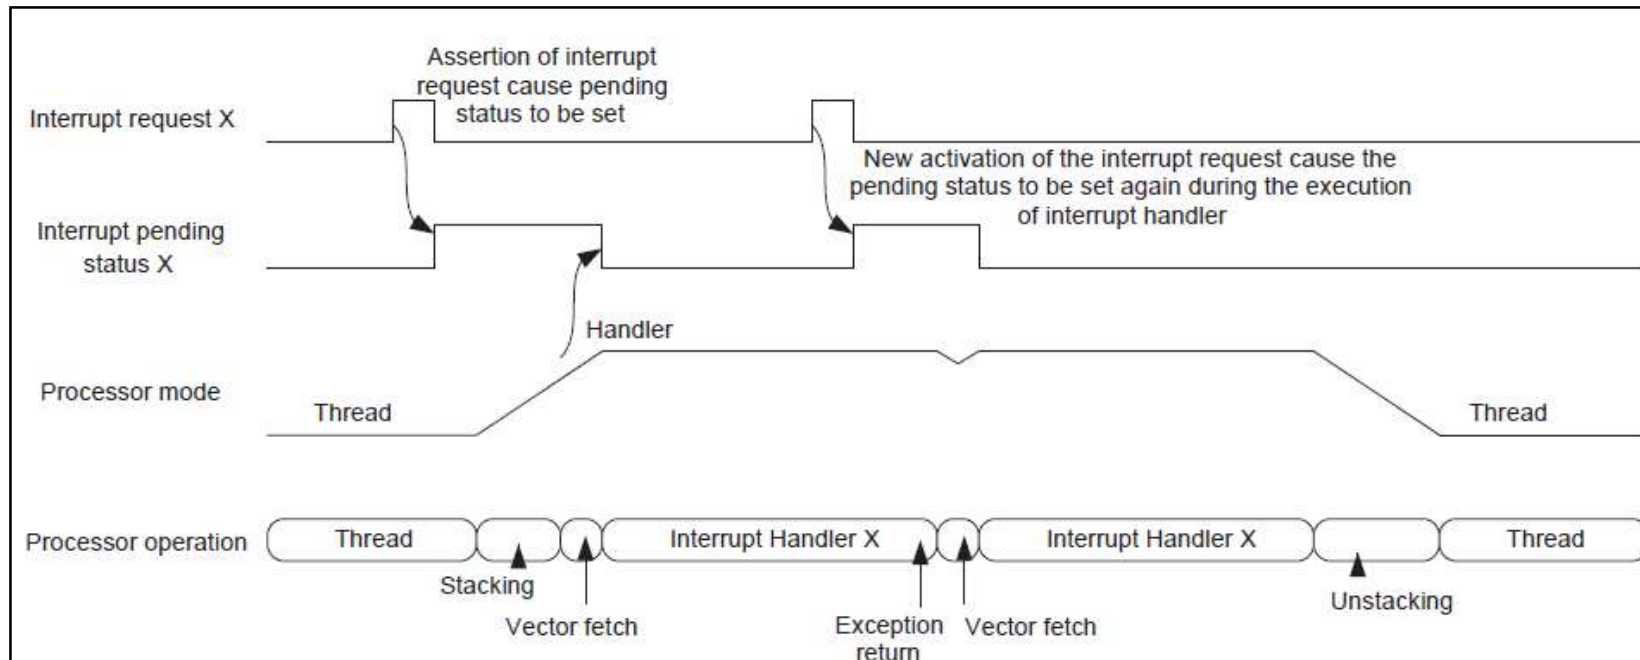 Assertion of interrupt
request cause pending
status to be set
Interrupt request X
New activation of the interrupt request cause the
pending status to be set again during the execution
of interrupt handler
Interrupt pending
status X
Handler
Processor mode
Thread
Thread
Processor operation
Thread
Interrupt Handler X
Interrupt Handler X
Thread
Stacking
Vector fetch
Exception
return
Vector fetch
Unstacking